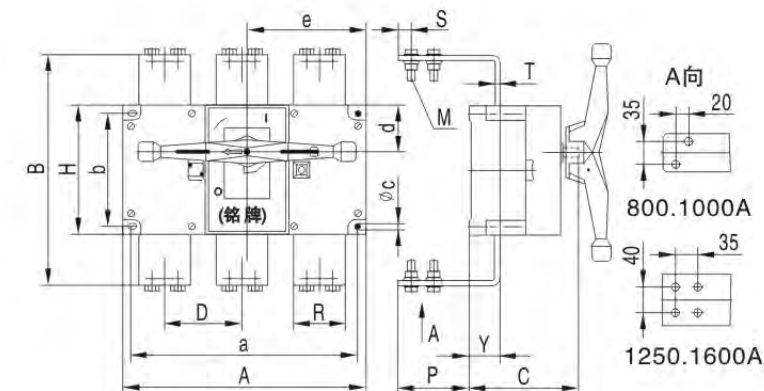 e
S
T
M
A向
20
35
800.1000A
35
40
1250.1600A
B
H
b
d
Øc
I
O
(铭牌)
D
R
a
A
A
P
Y
C